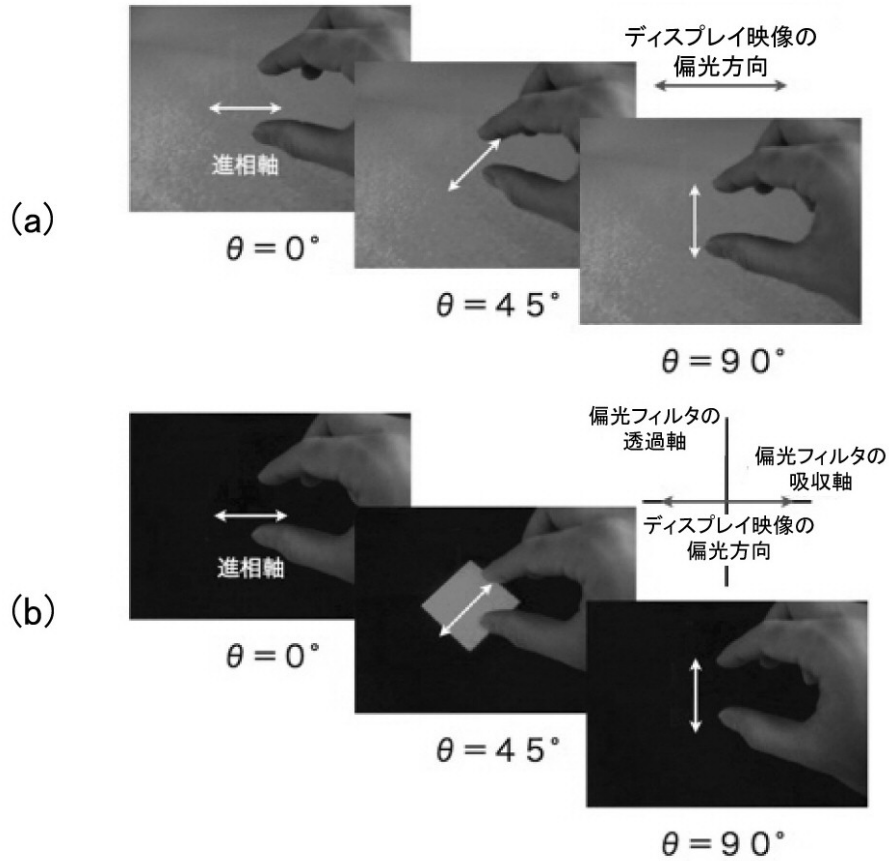 (a)
ディスプレイ映像の
偏光方向
進相軸
θ=0°
θ=45°
θ=90°
(b)
偏光フィルタの
透過軸
偏光フィルタの
吸収軸
ディスプレイ映像の
偏光方向
進相軸
θ=0°
θ=45°
θ=90°